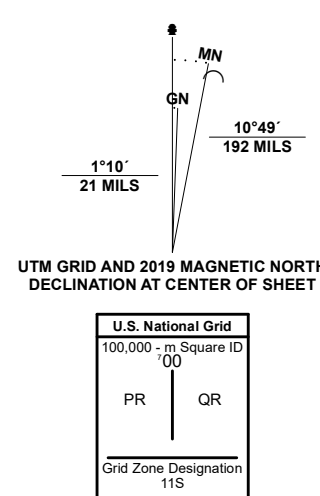 MN
GN
10°49´
192 MILS
1°10´
21 MILS
UTM GRID AND 2019 MAGNETIC NORTH
DECLINATION AT CENTER OF SHEET
U.S. National Grid
100,000 - m Square ID
700
PR QR
Grid Zone Designation
11S